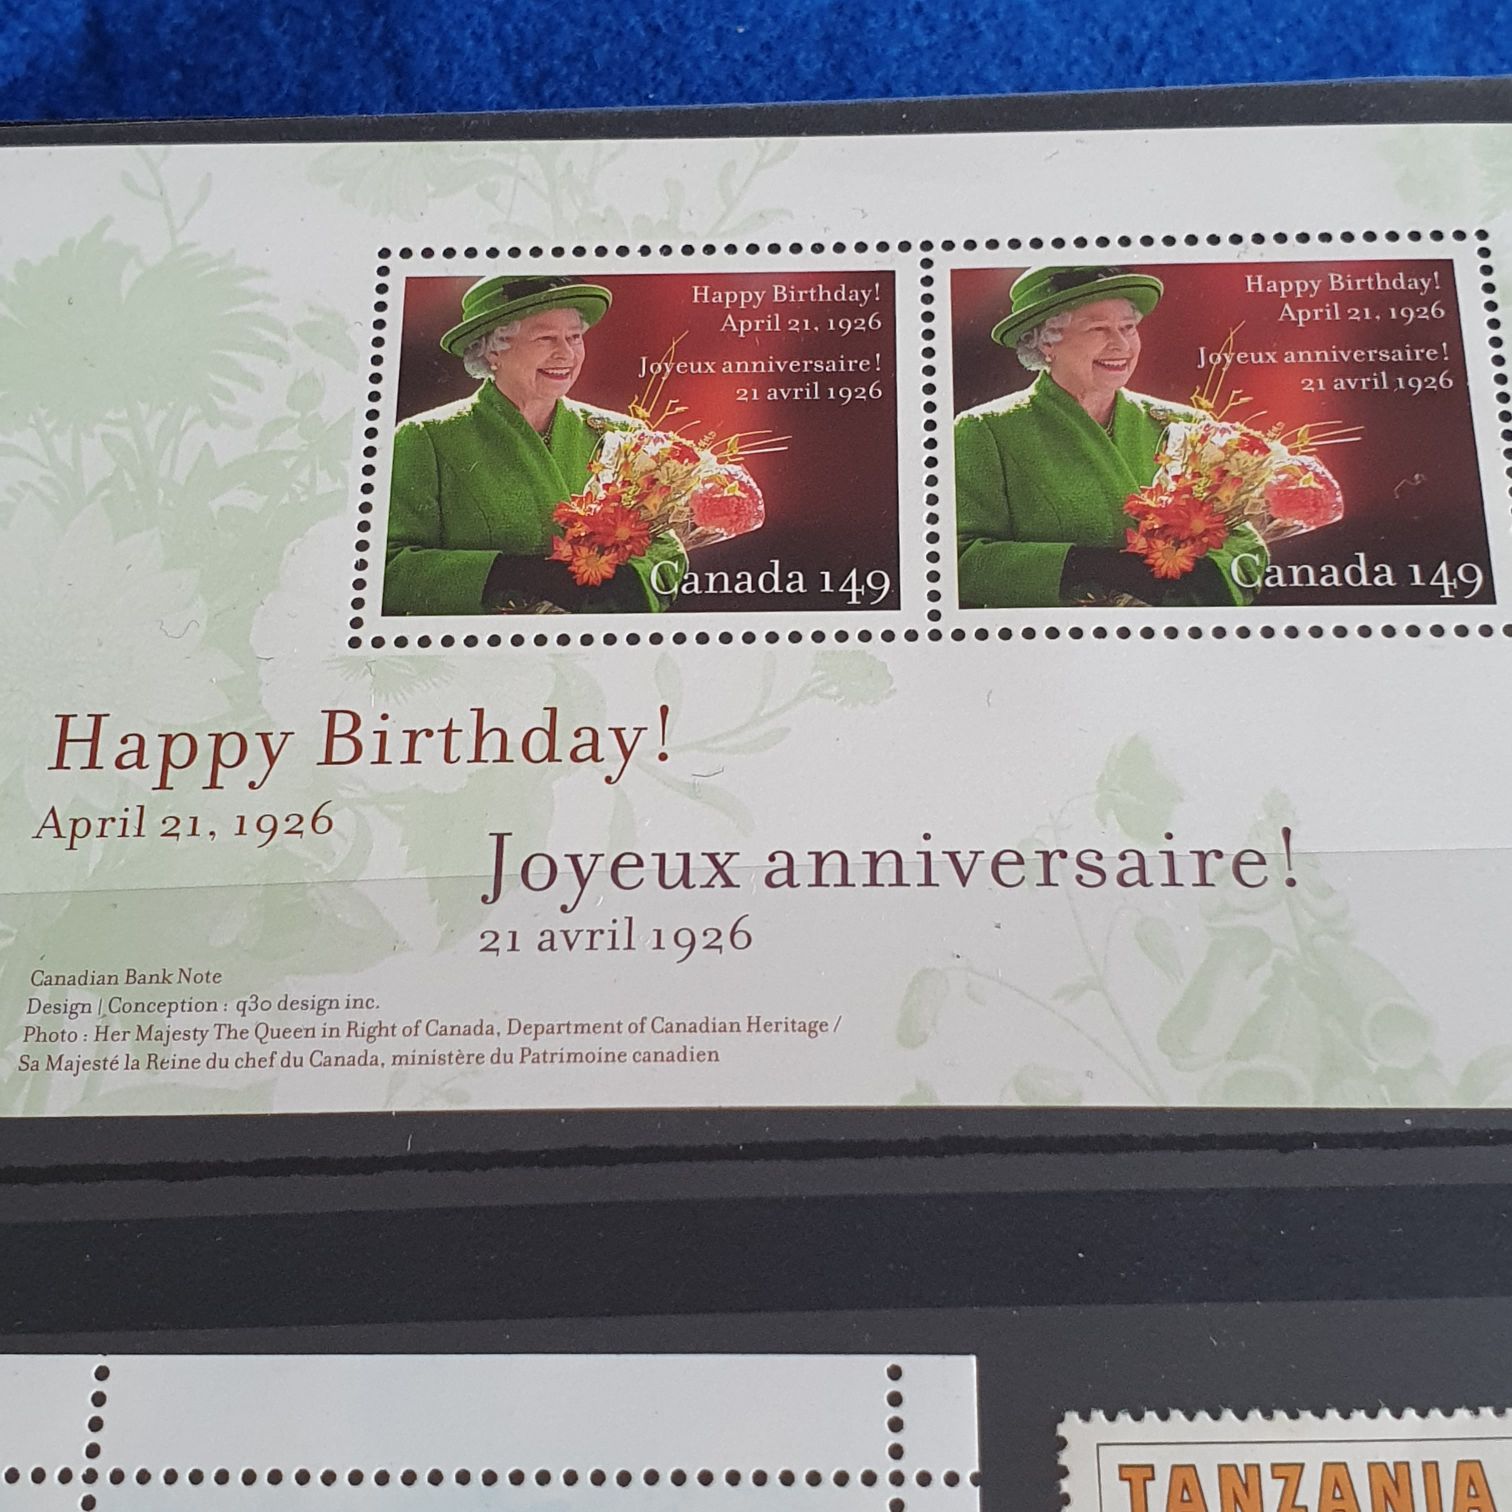 Happy Birthday!
April 21, 1926
Joyeux anniversaire!
21 avril 1926
Canada 149
Happy Birthday!
April 21, 1926
Joyeux anniversaire!
21 avril 1926
Canada 149
Happy Birthday!
April 21, 1926
Joyeux anniversaire!
21 avril 1926
Canadian Bank Note
Design | Conception : q30 design inc.
Photo : Her Majesty The Queen in Right of Canada, Department of Canadian Heritage /
Sa Majesté la Reine du chef du Canada, ministère du Patrimoine canadien
TANZANIA